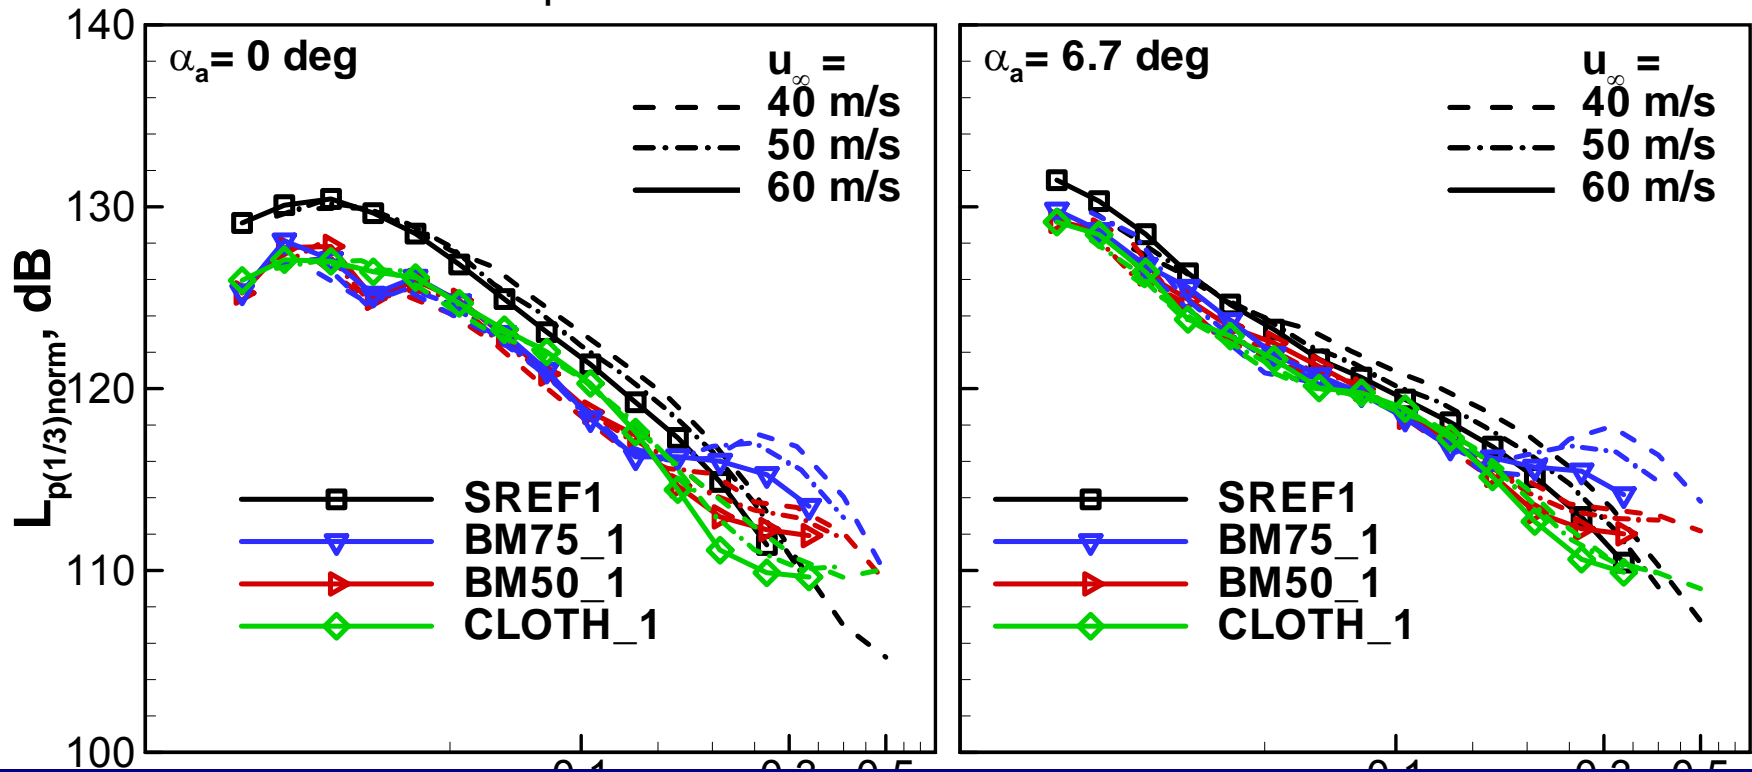 140
130
120
110
100
L_p(1/3)norm, dB
α_a= 0 deg
u_∞ =
40 m/s
50 m/s
60 m/s
SREF1
BM75_1
BM50_1
CLOTH_1
α_a= 6.7 deg
u_∞ =
40 m/s
50 m/s
60 m/s
SREF1
BM75_1
BM50_1
CLOTH_1